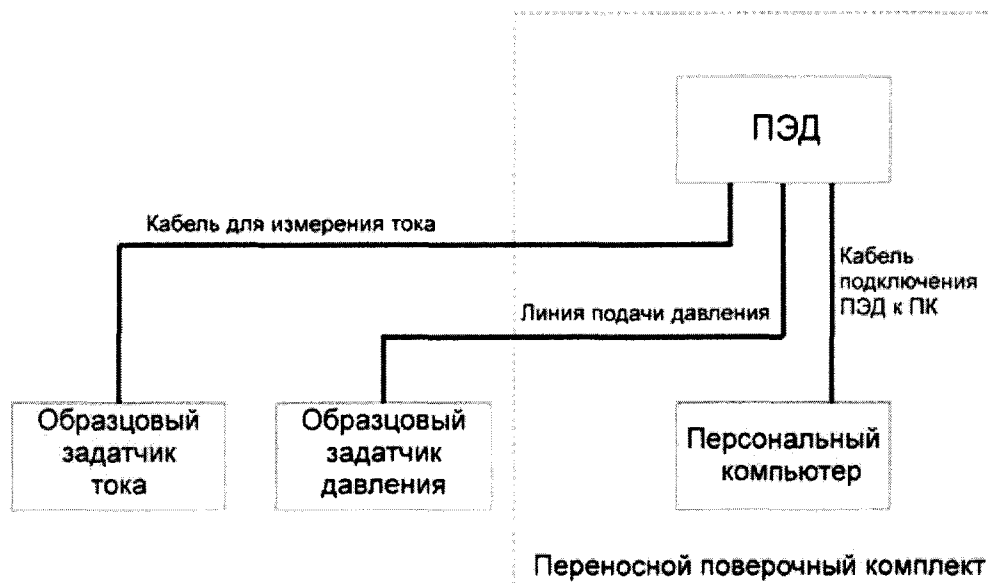 ПЭД
Кабель для измерения тока
Кабель
подключения
ПЭД к ПК
Линия подачи давления
Образцовый
задатчик
тока
Образцовый
задатчик
давления
Персональный
компьютер
Переносной поверочный комплект